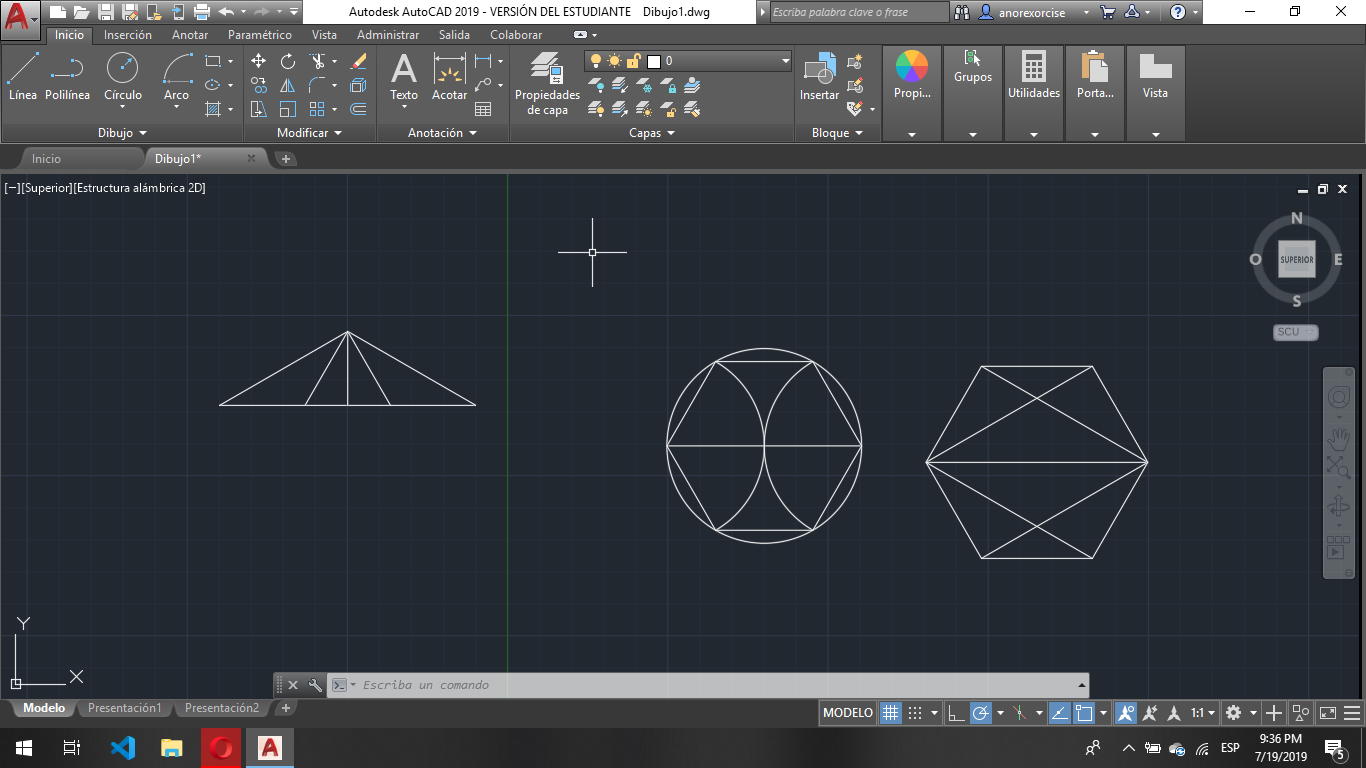 Autodesk AutoCAD 2019 - VERSIÓN DEL ESTUDIANTE Dibujo1.dwg
Escriba palabra clave o frase
anorexorcise
Inicio Inserción Anotar Paramétrico Vista Administrar Salida Colaborar
0
Línea Polilínea Círculo Arco Texto Acotar Propiedades de capa Insertar Propi... Grupos Utilidades Porta... Vista
Dibujo Modificar Anotación Capas Bloque
Inicio Dibujo1*
[−][Superior][Estructura alámbrica 2D]
N
O SUPERIOR E
S
SCU
Y
X
Escriba un comando
Modelo Presentación1 Presentación2
MODELO 1:1
ESP
9:36 PM
7/19/2019
5